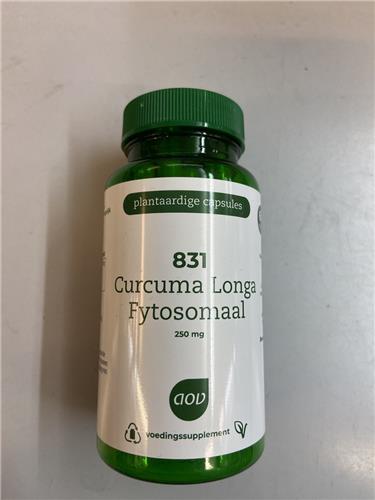 plantaardige capsules
831
Curcuma Longa
Fytosomaal
250 mg
aov
voedingssupplement